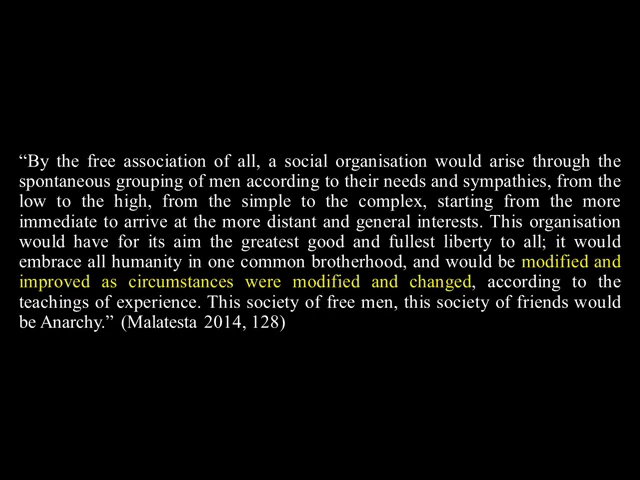 “By the free association of all, a social organisation would arise through the
spontaneous grouping of men according to their needs and sympathies, from the
low to the high, from the simple to the complex, starting from the more
immediate to arrive at the more distant and general interests. This organisation
would have for its aim the greatest good and fullest liberty to all; it would
embrace all humanity in one common brotherhood, and would be modified and
improved as circumstances were modified and changed, according to the
teachings of experience. This society of free men, this society of friends would
be Anarchy.” (Malatesta 2014, 128)